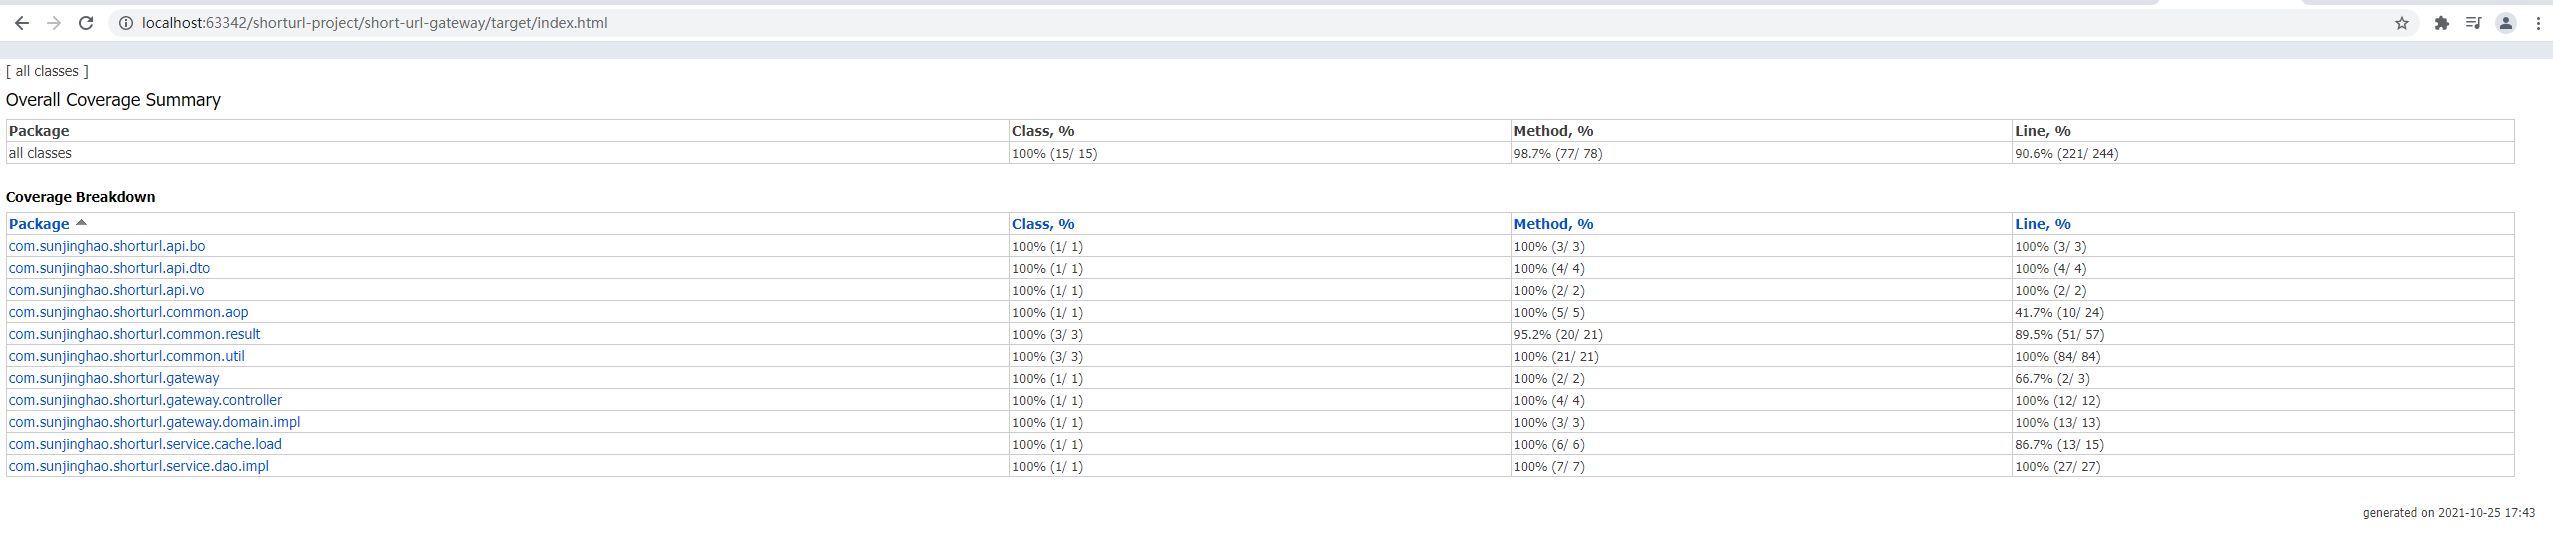 localhost:63342/shorturl-project/short-url-gateway/target/index.html
[ all classes ]
Overall Coverage Summary
Package Class, % Method, % Line, %
all classes 100% (15/ 15) 98.7% (77/ 78) 90.6% (221/ 244)
Coverage Breakdown
Package Class, % Method, % Line, %
com.sunjinghao.shorturl.api.bo 100% (1/ 1) 100% (3/ 3) 100% (3/ 3)
com.sunjinghao.shorturl.api.dto 100% (1/ 1) 100% (4/ 4) 100% (4/ 4)
com.sunjinghao.shorturl.api.vo 100% (1/ 1) 100% (2/ 2) 100% (2/ 2)
com.sunjinghao.shorturl.common.aop 100% (1/ 1) 100% (5/ 5) 41.7% (10/ 24)
com.sunjinghao.shorturl.common.result 100% (3/ 3) 95.2% (20/ 21) 89.5% (51/ 57)
com.sunjinghao.shorturl.common.util 100% (3/ 3) 100% (21/ 21) 100% (84/ 84)
com.sunjinghao.shorturl.gateway 100% (1/ 1) 100% (2/ 2) 66.7% (2/ 3)
com.sunjinghao.shorturl.gateway.controller 100% (1/ 1) 100% (4/ 4) 100% (12/ 12)
com.sunjinghao.shorturl.gateway.domain.impl 100% (1/ 1) 100% (3/ 3) 100% (13/ 13)
com.sunjinghao.shorturl.service.cache.load 100% (1/ 1) 100% (6/ 6) 86.7% (13/ 15)
com.sunjinghao.shorturl.service.dao.impl 100% (1/ 1) 100% (7/ 7) 100% (27/ 27)
generated on 2021-10-25 17:43